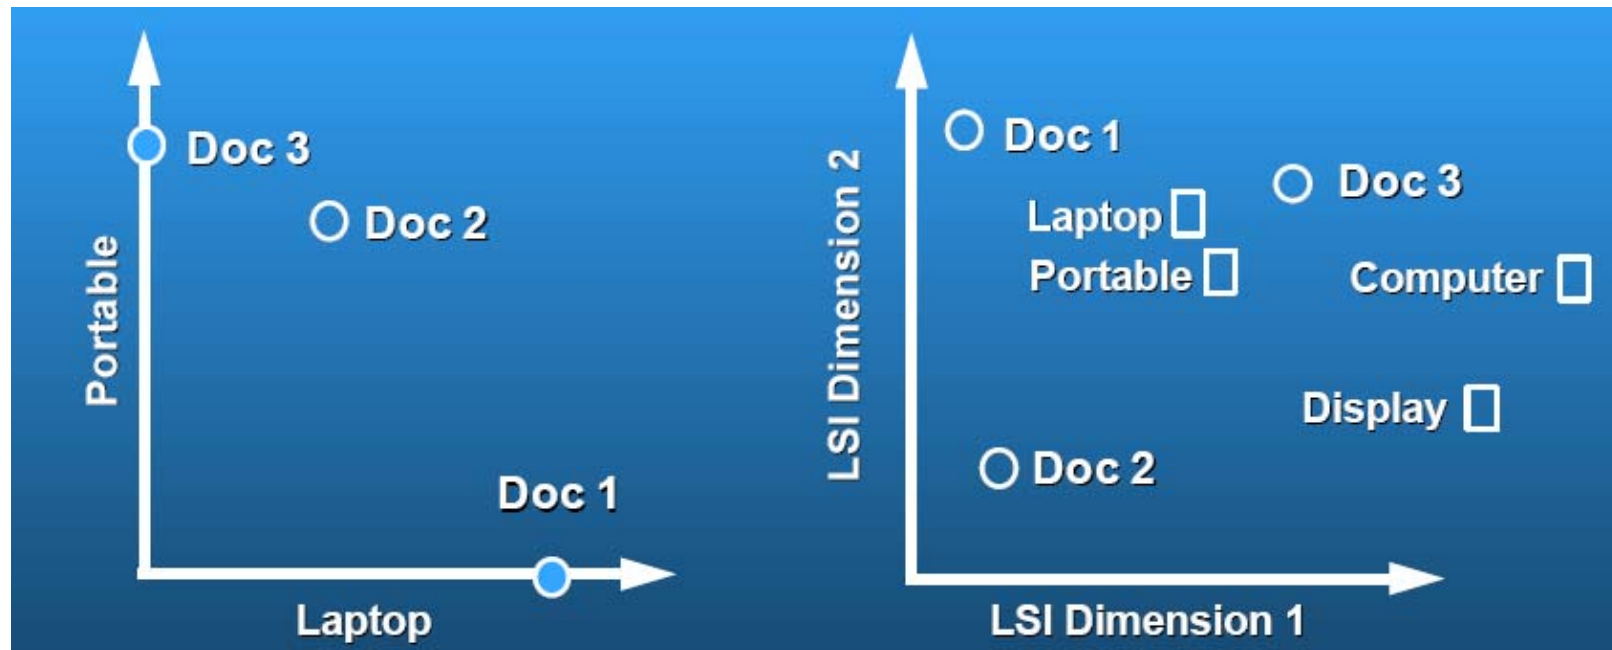 Doc 3
Doc 2
Portable
Doc 1
Laptop
Doc 1
Doc 3
Laptop
Portable
Computer
LSI Dimension 2
Display
Doc 2
LSI Dimension 1